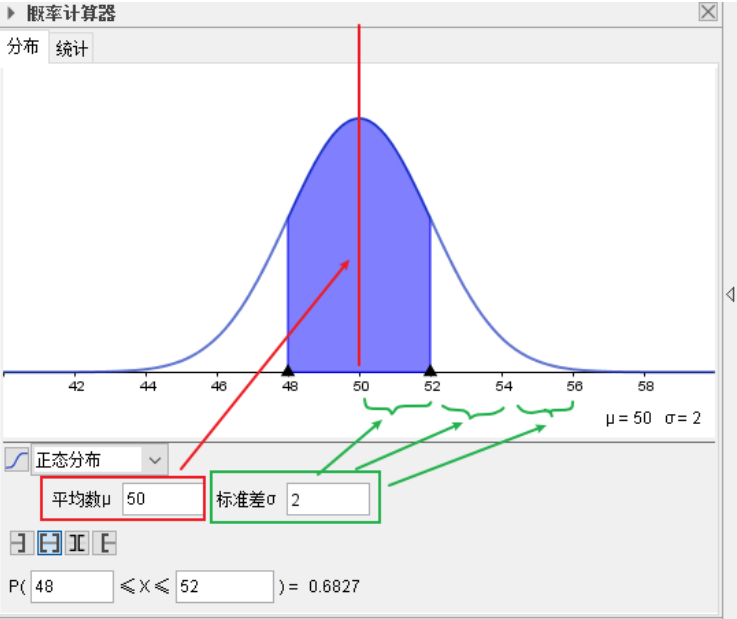 概率计算器
分布 统计
42 44 46 48 50 52 54 56 58
μ = 50 σ = 2
正态分布
平均数μ 50 标准差σ 2
P( 48 ≤ X ≤ 52 ) = 0.6827